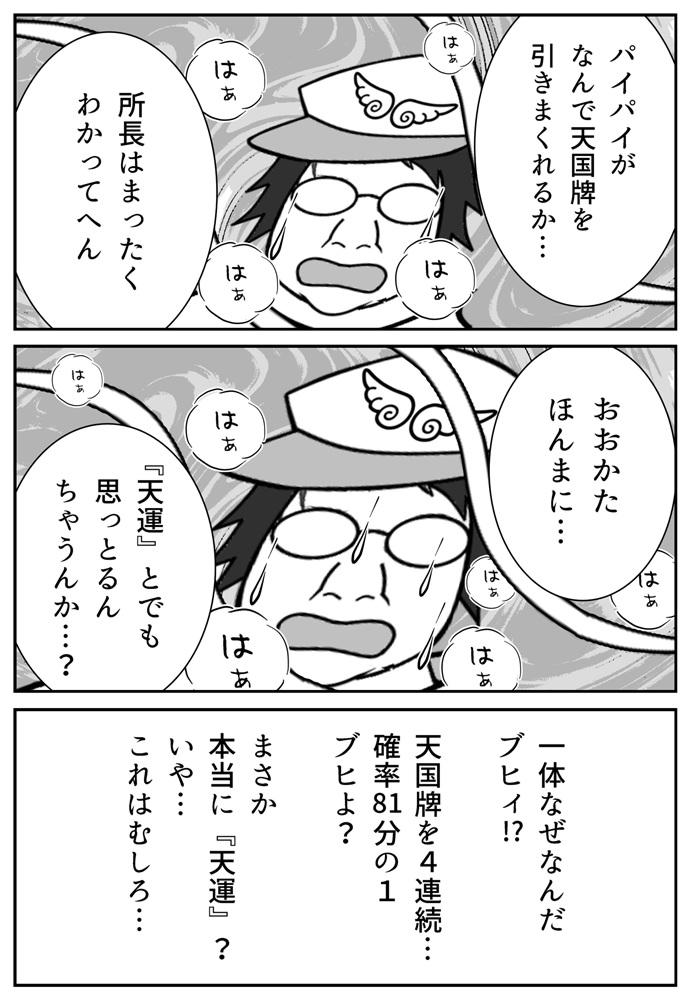 パイパイが
なんで天国牌を
引きまくれるか…
はぁ
はぁ
所長はまったく
わかってへん
はぁ
はぁ
おおかた
ほんまに…
はぁ
はぁ
はぁ
はぁ
はぁ
はぁ
『天運』とでも
思っとるん
ちゃうんか…?
一体なぜなんだ
ブヒィ!?
天国牌を4連続…
確率81分の1
ブヒよ?
まさか
本当に『天運』?
いや…
これはむしろ…